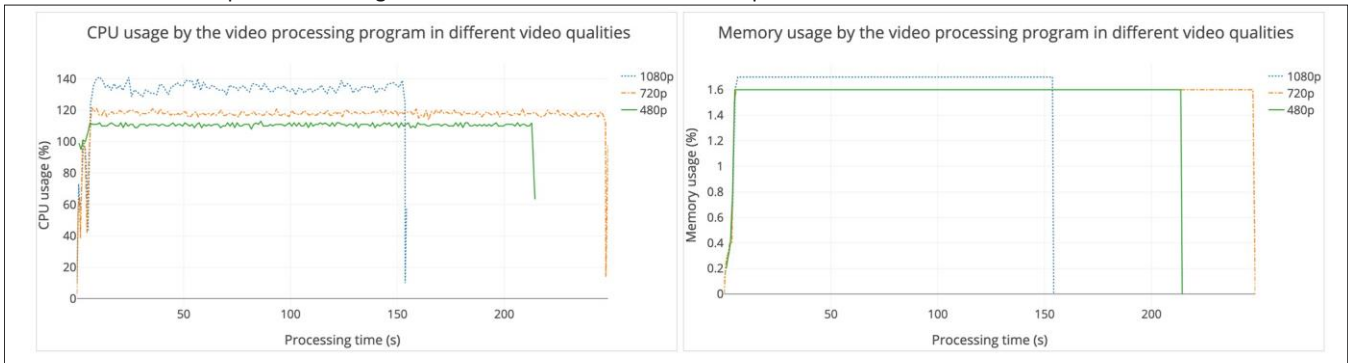 CPU usage by the video processing program in different video qualities
140
120
100
80
60
40
20
0
CPU usage (%)
50
100
150
200
Processing time (s)
1080p
720p
480p
Memory usage by the video processing program in different video qualities
1.6
1.4
1.2
1
0.8
0.6
0.4
0.2
0
Memory usage (%)
50
100
150
200
Processing time (s)
1080p
720p
480p